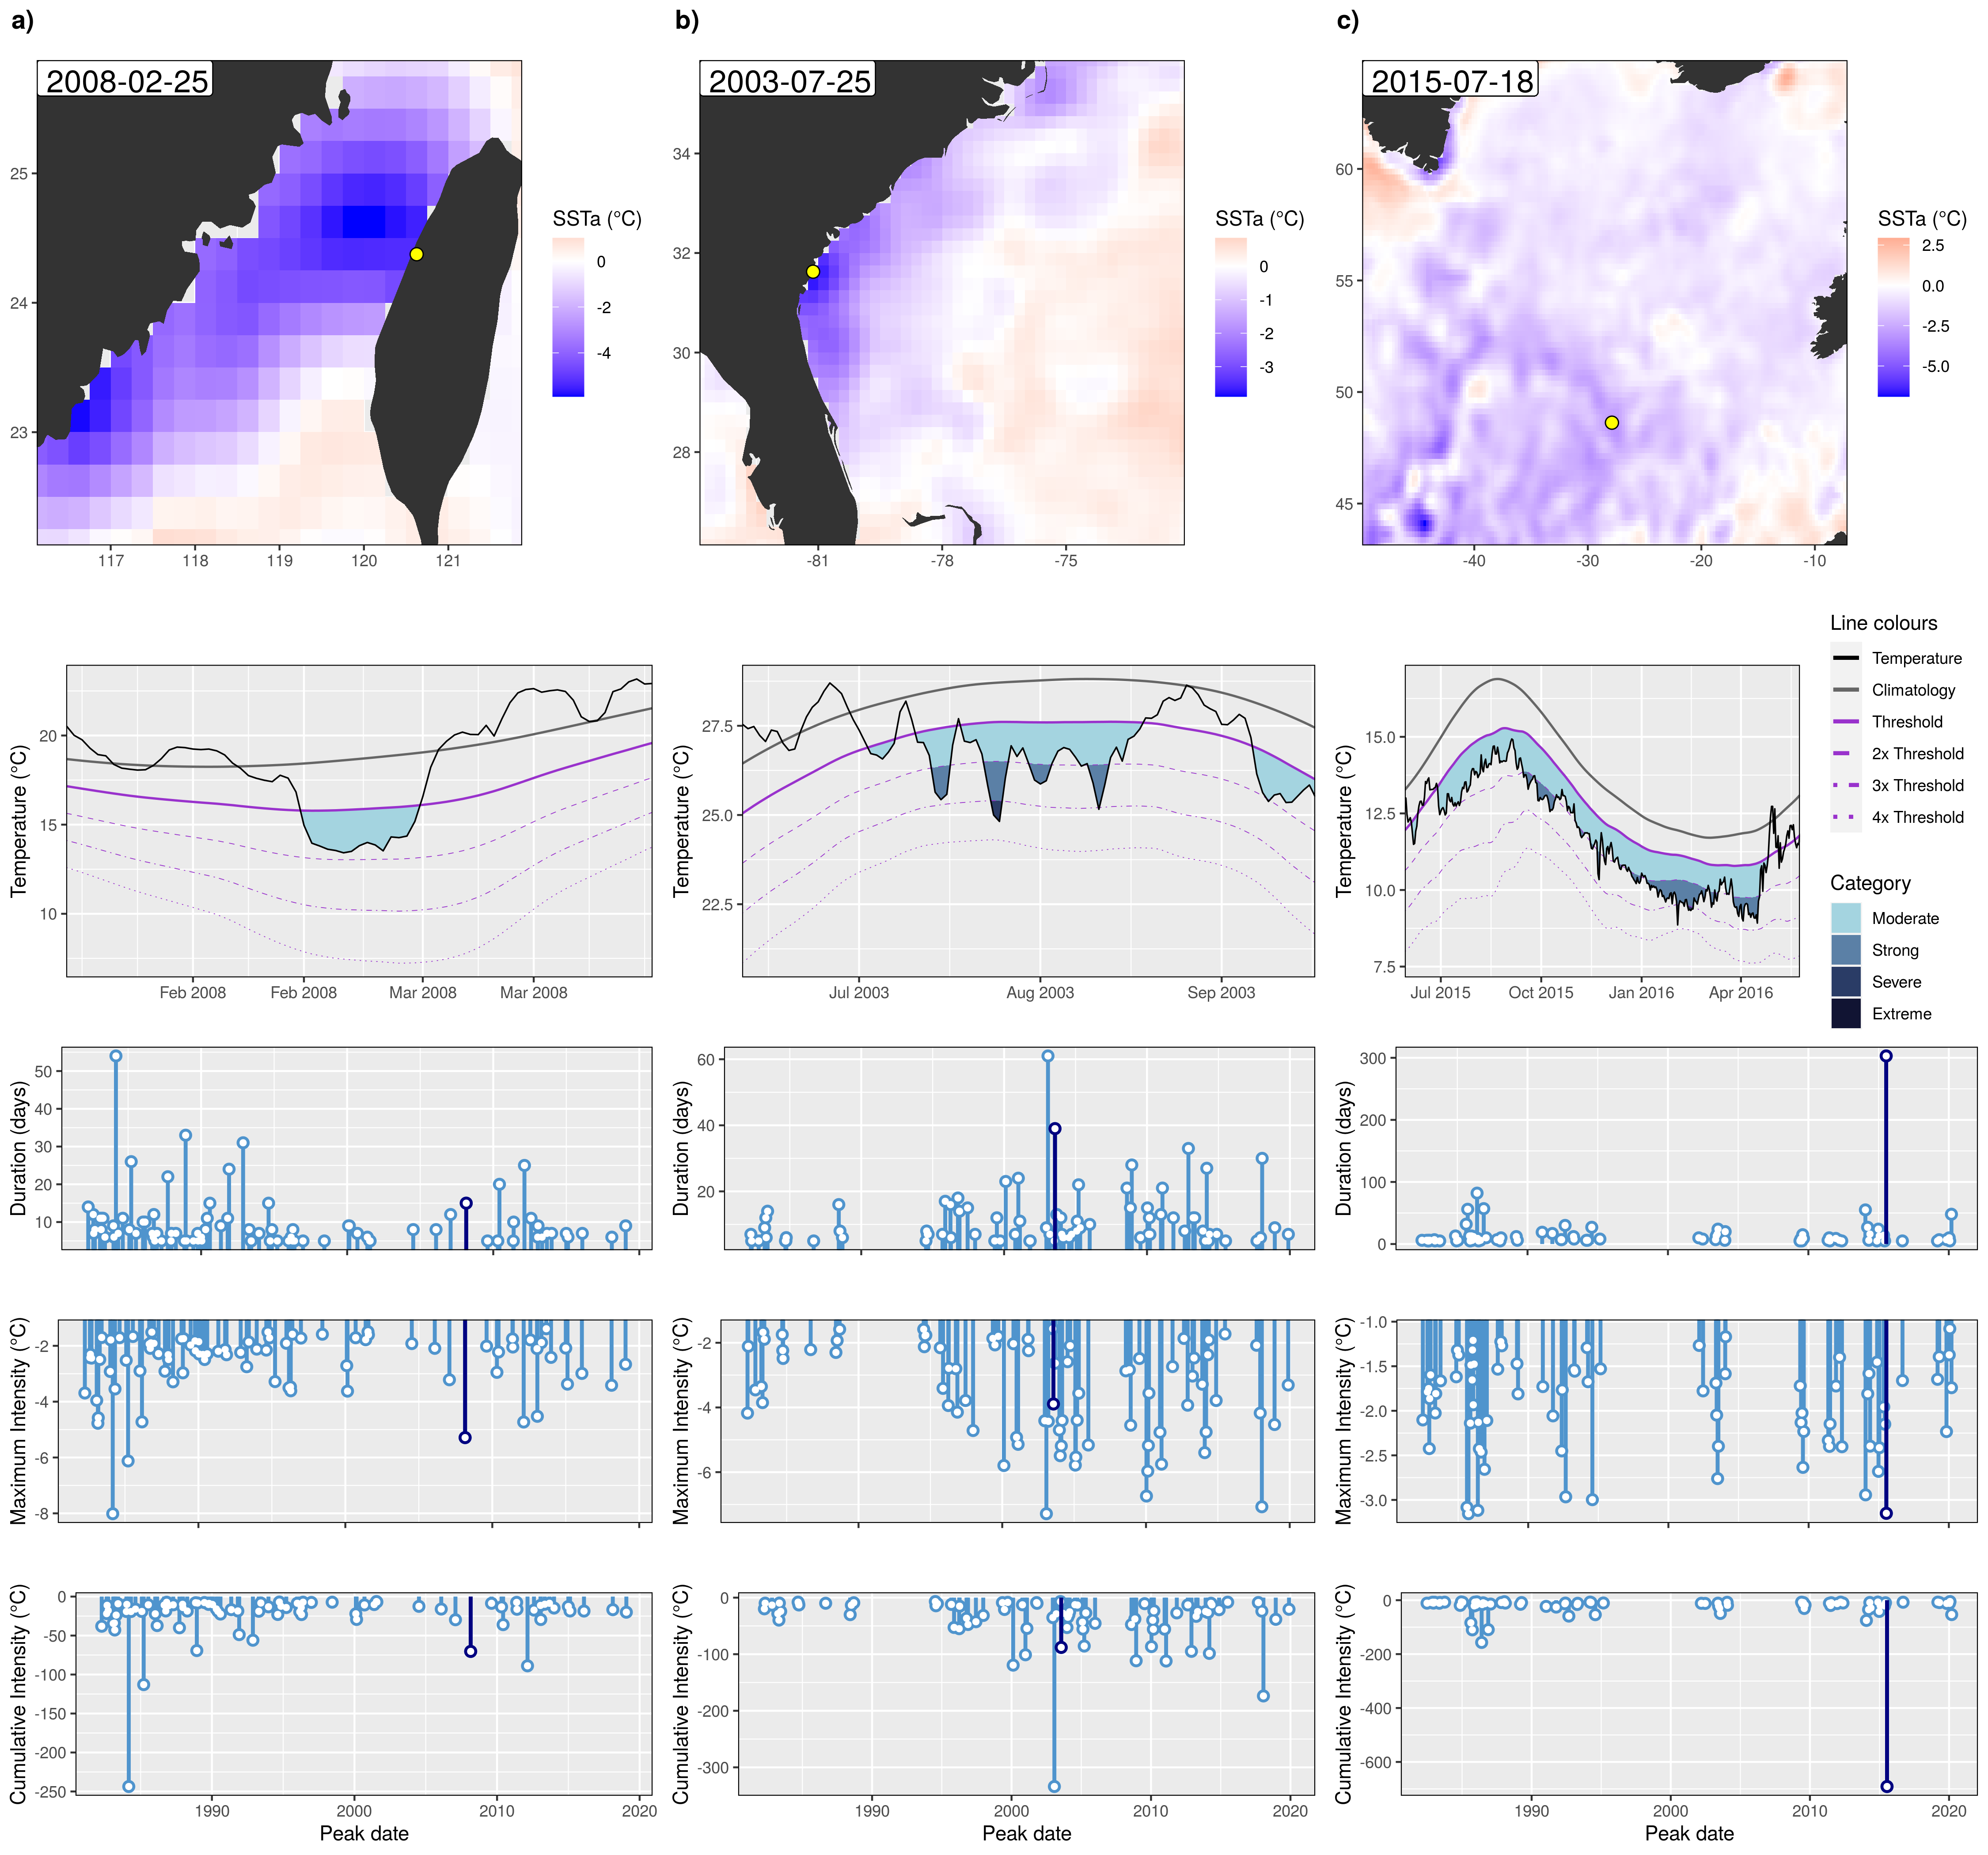 a)
b)
c)
2008-02-25
25
24
23
117
118
119
120
121
SSTa (°C)
0
-2
-4
2003-07-25
34
32
30
28
-81
-78
-75
SSTa (°C)
0
-1
-2
-3
2015-07-18
60
55
50
45
-40
-30
-20
-10
SSTa (°C)
2.5
0.0
-2.5
-5.0
Temperature (°C)
20
15
10
Feb 2008
Feb 2008
Mar 2008
Mar 2008
Temperature (°C)
27.5
25.0
22.5
Jul 2003
Aug 2003
Sep 2003
Temperature (°C)
15.0
12.5
10.0
7.5
Jul 2015
Oct 2015
Jan 2016
Apr 2016
Line colours
Temperature
Climatology
Threshold
2x Threshold
3x Threshold
4x Threshold
Category
Moderate
Strong
Severe
Extreme
Duration (days)
50
40
30
20
10
Duration (days)
60
40
20
Duration (days)
300
200
100
0
Maximum Intensity (°C)
-2
-4
-6
-8
Maximum Intensity (°C)
-2
-4
-6
Maximum Intensity (°C)
-1.0
-1.5
-2.0
-2.5
-3.0
Cumulative Intensity (°C)
0
-50
-100
-150
-200
-250
1990
2000
2010
2020
Peak date
Cumulative Intensity (°C)
0
-100
-200
-300
1990
2000
2010
2020
Peak date
Cumulative Intensity (°C)
0
-200
-400
-600
1990
2000
2010
2020
Peak date